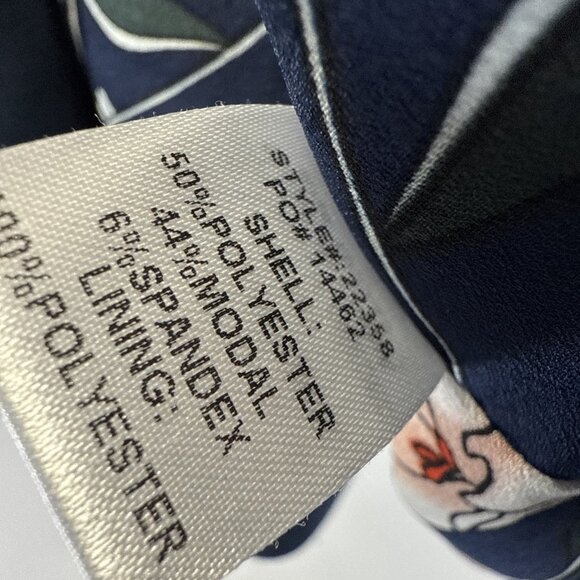 STYLE#:22358
PO# 14462
SHELL:
50%POLYESTER
44%MODAL
6%SPANDEX
LINING:
100%POLYESTER